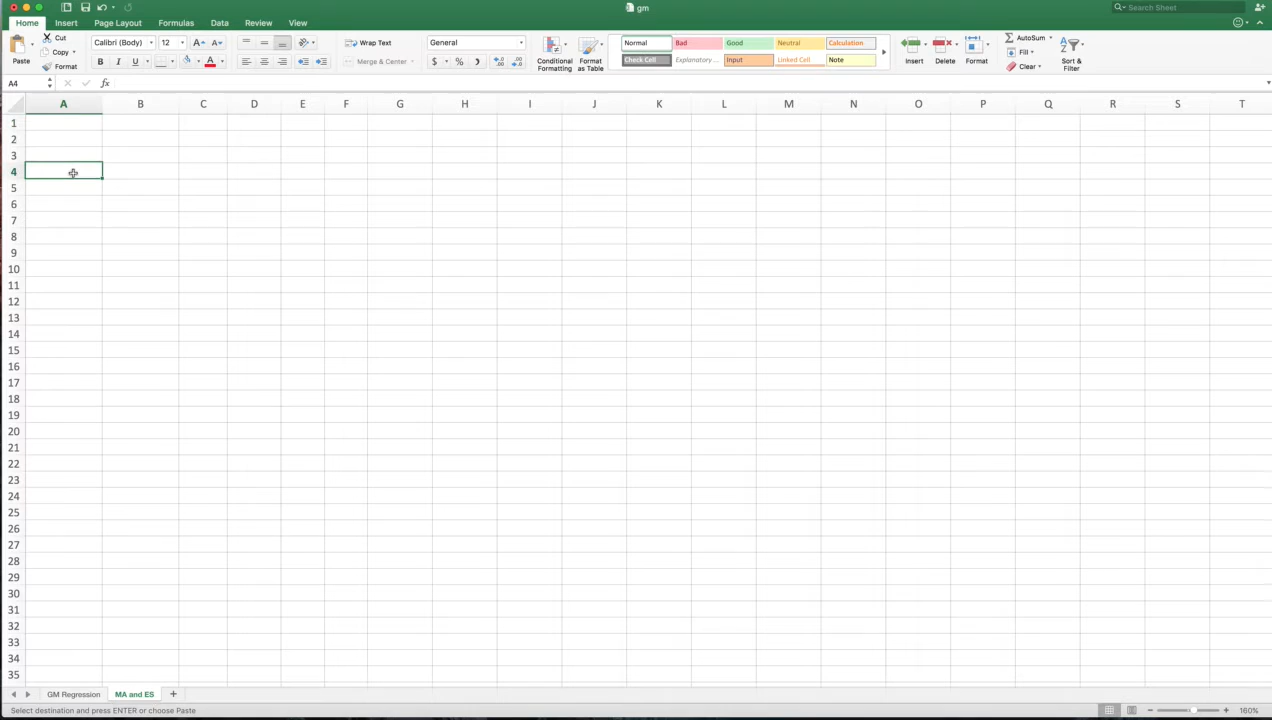 gm
Search Sheet
Home Insert Page Layout Formulas Data Review View
Paste
Cut
Copy
Format
Calibri (Body) 12 A A
B I U A
Wrap Text
Merge & Center
General
$ % )
Conditional Formatting
Format as Table
Normal Bad Good Neutral Calculation
Check Cell Explanatory ... Input Linked Cell Note
Insert Delete Format
AutoSum
Fill
Clear
Sort & Filter
A4 fx
A B C D E F G H I J K L M N O P Q R S T
1
2
3
4
5
6
7
8
9
10
11
12
13
14
15
16
17
18
19
20
21
22
23
24
25
26
27
28
29
30
31
32
33
34
35
GM Regression MA and ES +
Select destination and press ENTER or choose Paste
160%